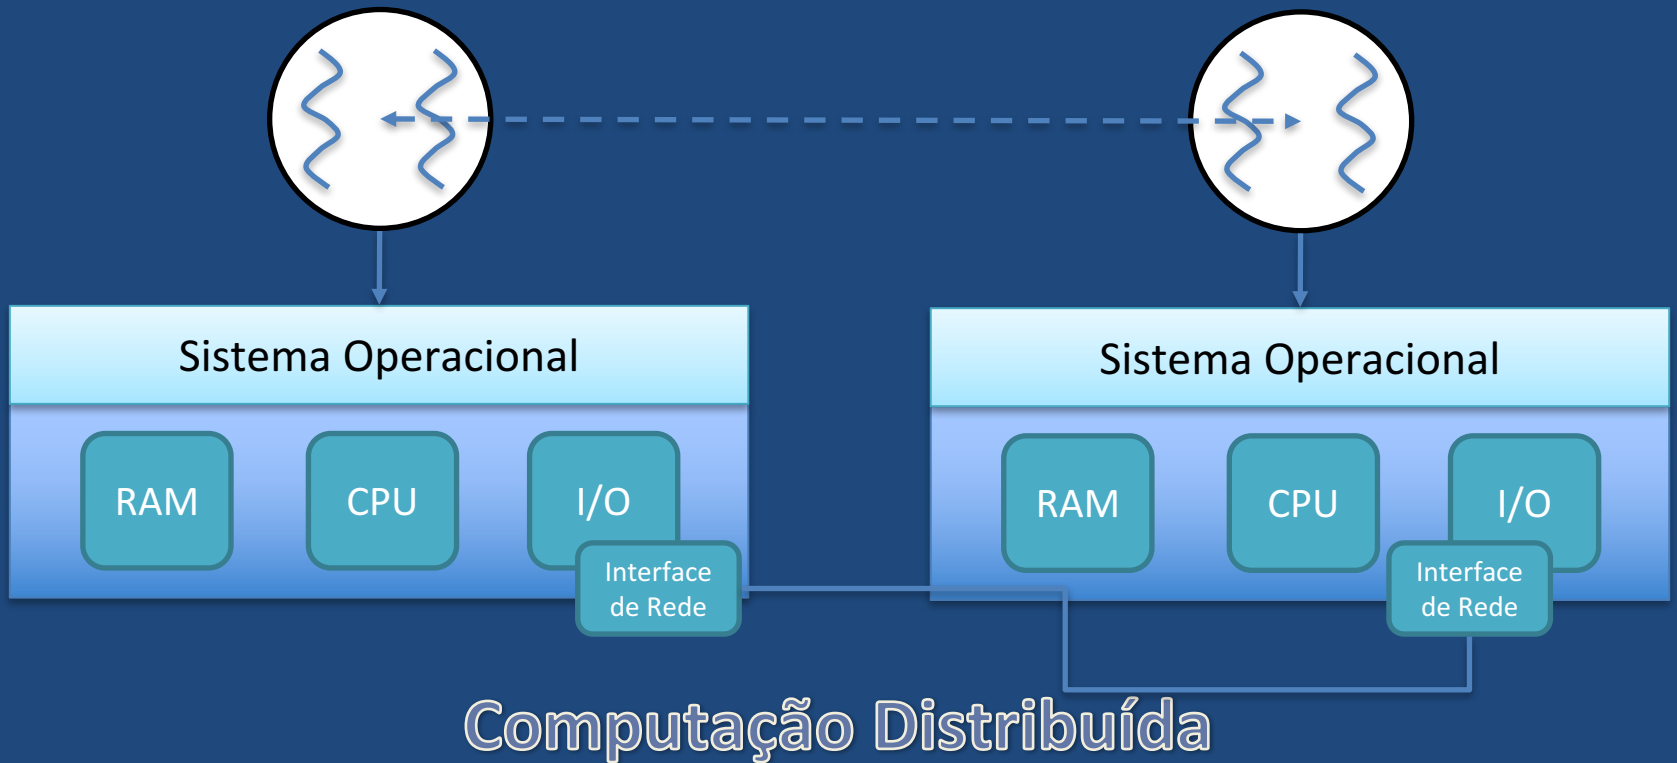 Sistema Operacional
RAM
CPU
I/O
Interface
de Rede
Sistema Operacional
RAM
CPU
I/O
Interface
de Rede
Computação Distribuída